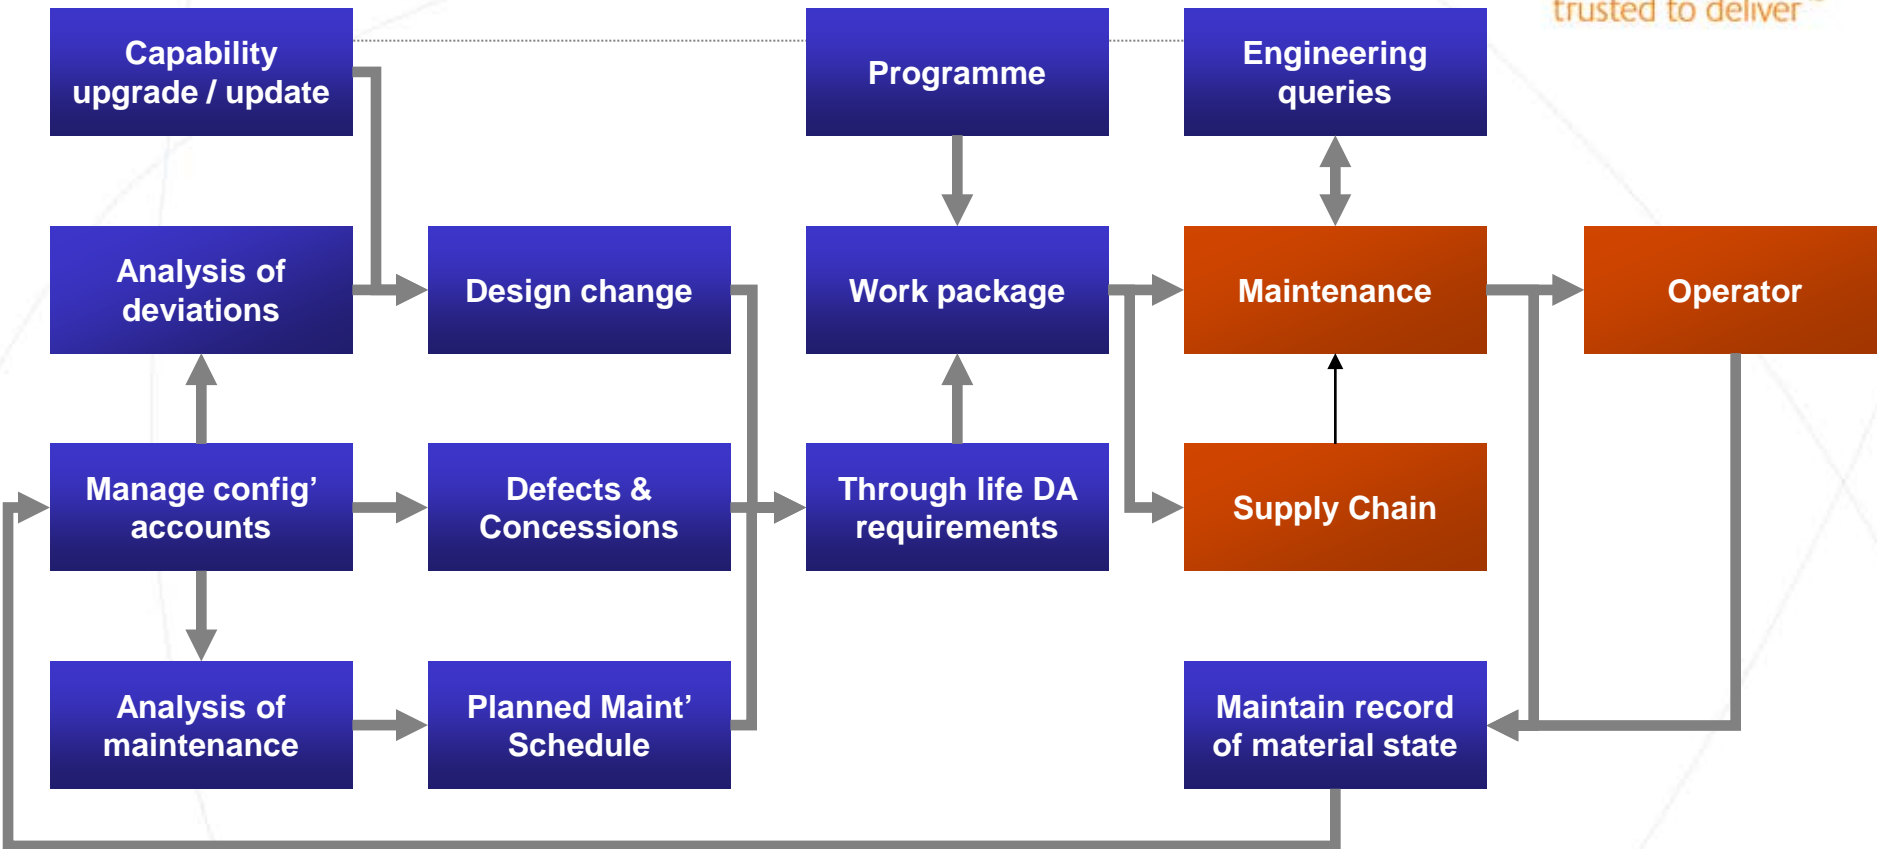 trusted to deliver
Capability
upgrade / update
Programme
Engineering
queries
Analysis of
deviations
Design change
Work package
Maintenance
Operator
Manage config’
accounts
Defects &
Concessions
Through life DA
requirements
Supply Chain
Analysis of
maintenance
Planned Maint’
Schedule
Maintain record
of material state